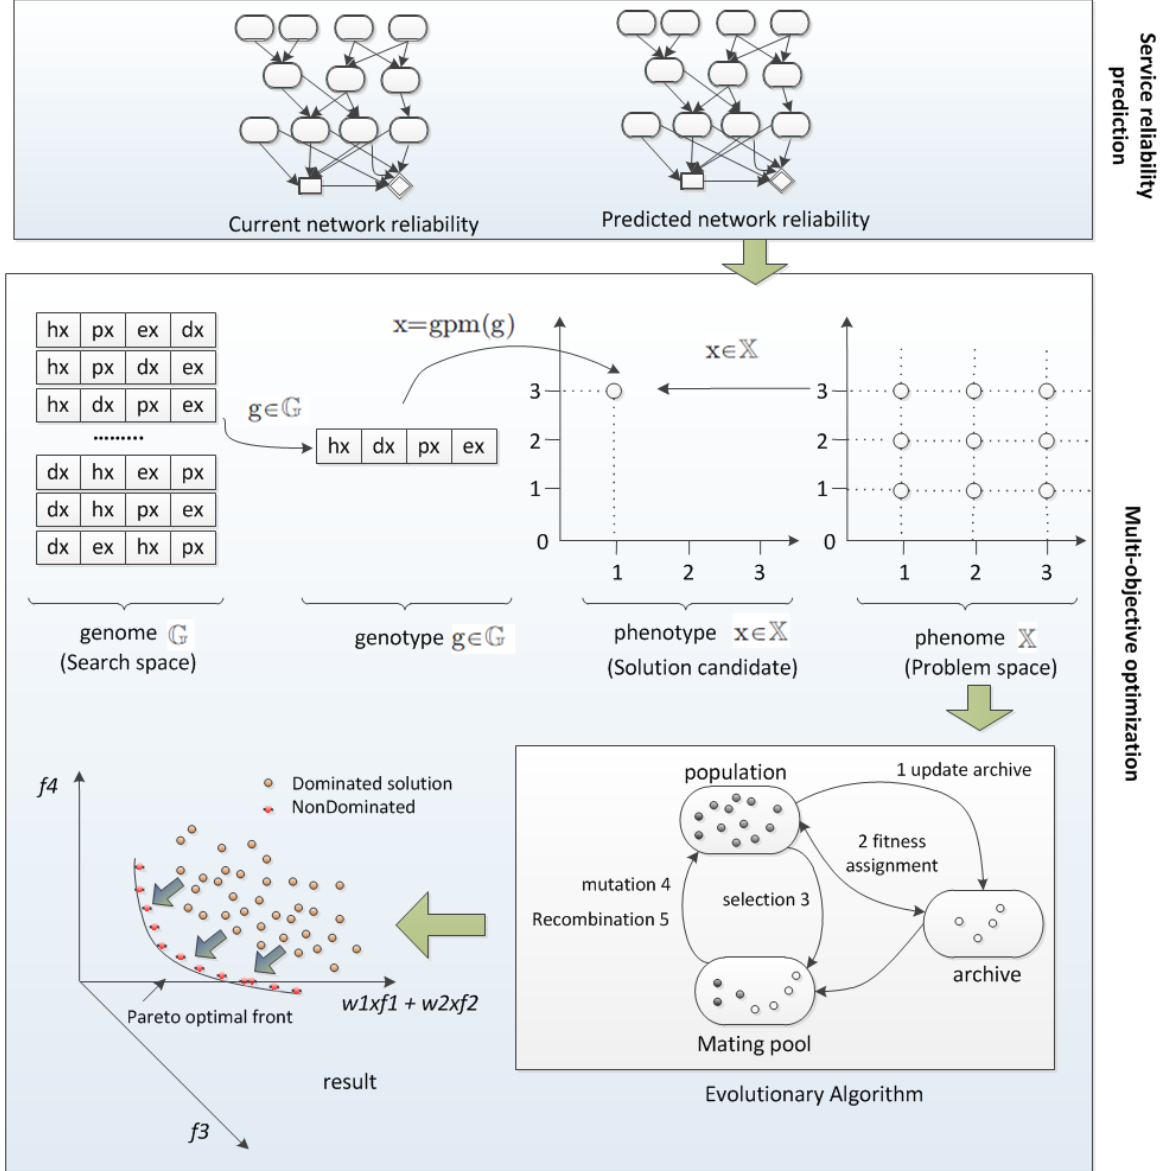 Service reliability
prediction
Current network reliability
Predicted network reliability
hx px ex dx
hx px dx ex
hx dx px ex
.........
dx hx ex px
dx hx px ex
dx ex hx px
g∈𝔾
hx dx px ex
x=gpm(g)
3
2
1
0
1 2 3
x∈𝕏
3
2
1
0
1 2 3
genome 𝔾
(Search space)
genotype g∈𝔾
phenotype x∈𝕏
(Solution candidate)
phenome 𝕏
(Problem space)
Multi-objective optimization
f4
Dominated solution
NonDominated
w1xf1 + w2xf2
Pareto optimal front
result
f3
population
1 update archive
2 fitness
assignment
mutation 4
Recombination 5
selection 3
archive
Mating pool
Evolutionary Algorithm